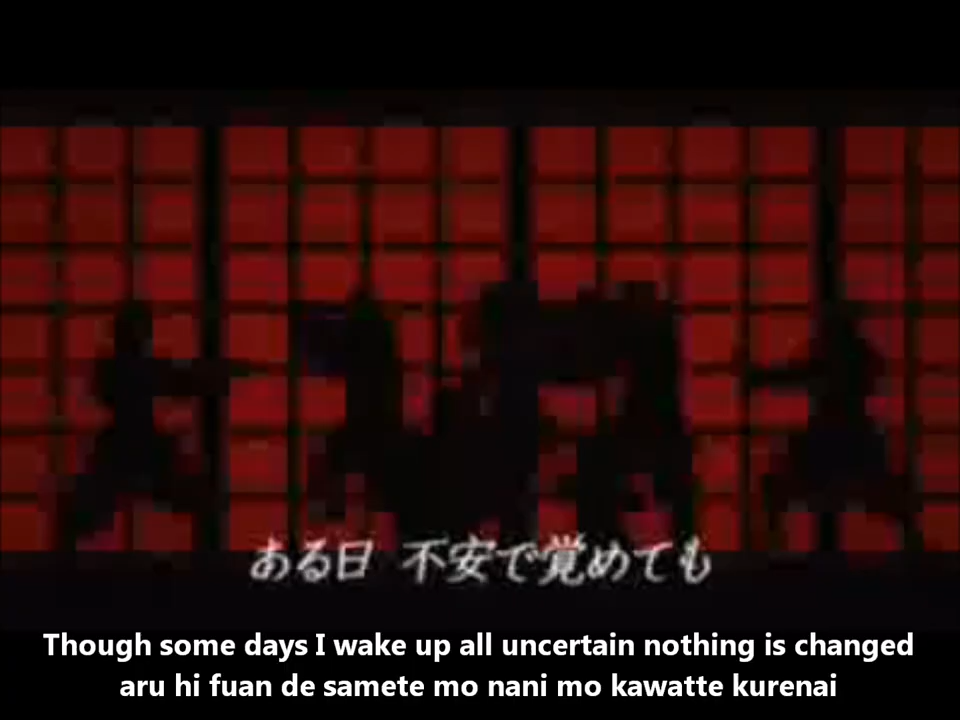 ある日 不安で覚めても
Though some days I wake up all uncertain nothing is changed
aru hi fuan de samete mo nani mo kawatte kurenai